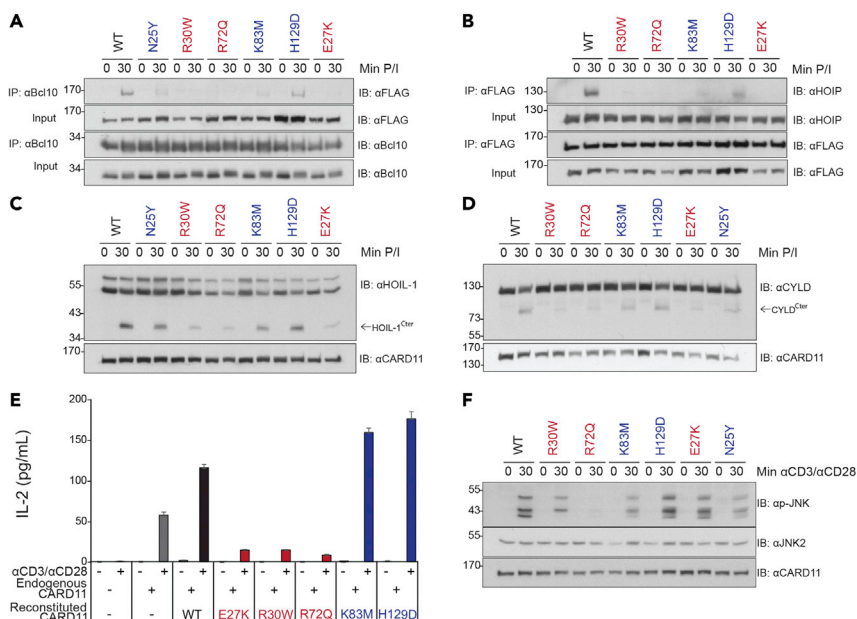 A
WT N25Y R30W R72Q K83M H129D E27K
0 30 0 30 0 30 0 30 0 30 0 30 0 30 Min P/I
IP: αBcl10 170 IB: αFLAG
Input 170 IB: αFLAG
IP: αBcl10 34 IB: αBcl10
Input 34 IB: αBcl10
B
WT R30W R72Q K83M H129D E27K
0 30 0 30 0 30 0 30 0 30 0 30 Min P/I
IP: αFLAG 130 IB: αHOIP
Input 130 IB: αHOIP
IP: αFLAG 170 IB: αFLAG
Input 170 IB: αFLAG
C
WT N25Y R30W R72Q K83M H129D E27K
0 30 0 30 0 30 0 30 0 30 0 30 0 30 Min P/I
55 IB: αHOIL-1
43
34 ←HOIL-1Cter
170 IB: αCARD11
D
WT R30W R72Q K83M H129D E27K N25Y
0 30 0 30 0 30 0 30 0 30 0 30 0 30 Min P/I
130 IB: αCYLD
73 ←CYLDCter
55
170 IB: αCARD11
130
E
IL-2 (pg/mL)
200
150
100
50
0
αCD3/αCD28 - + - + - + - + - + - + - + - +
Endogenous CARD11 - + + + + + + +
Reconstituted CARD11 - - WT E27K R30W R72Q K83M H129D
F
WT R30W R72Q K83M H129D E27K N25Y
0 30 0 30 0 30 0 30 0 30 0 30 0 30 Min αCD3/αCD28
55 IB: αp-JNK
43
55 IB: αJNK2
43
170 IB: αCARD11